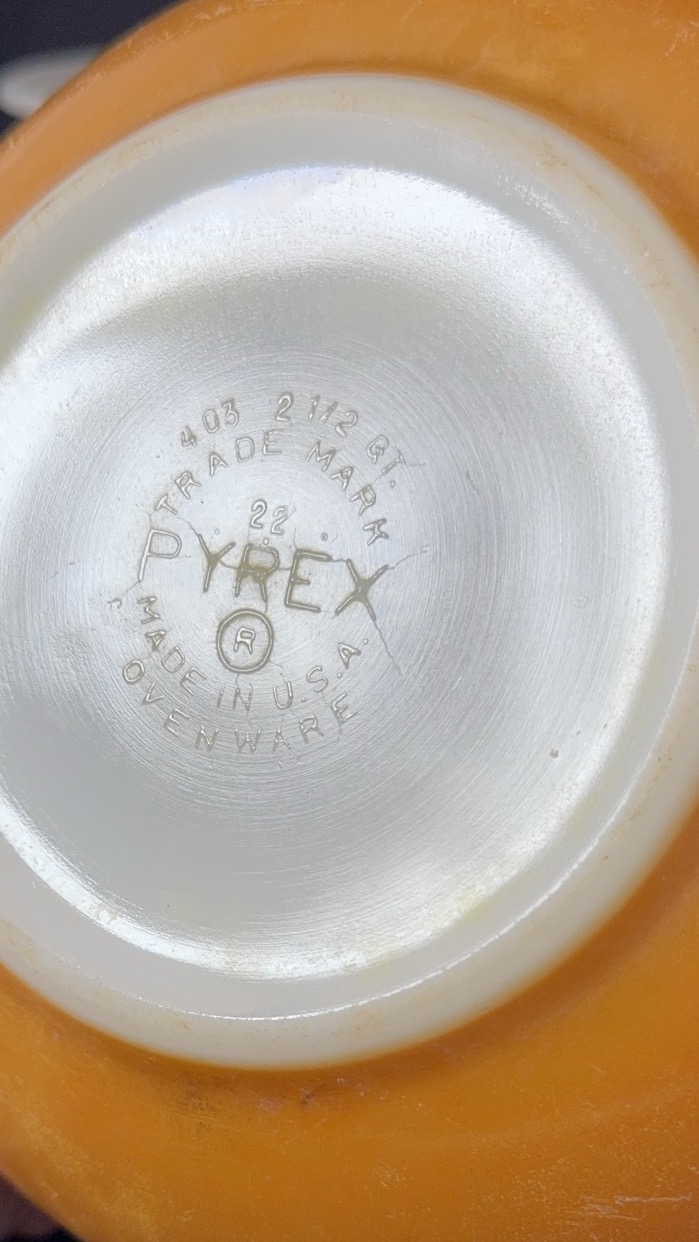 403 2 1/2 QT.
TRADE MARK
22
PYREX
®
MADE IN U.S.A.
OVENWARE